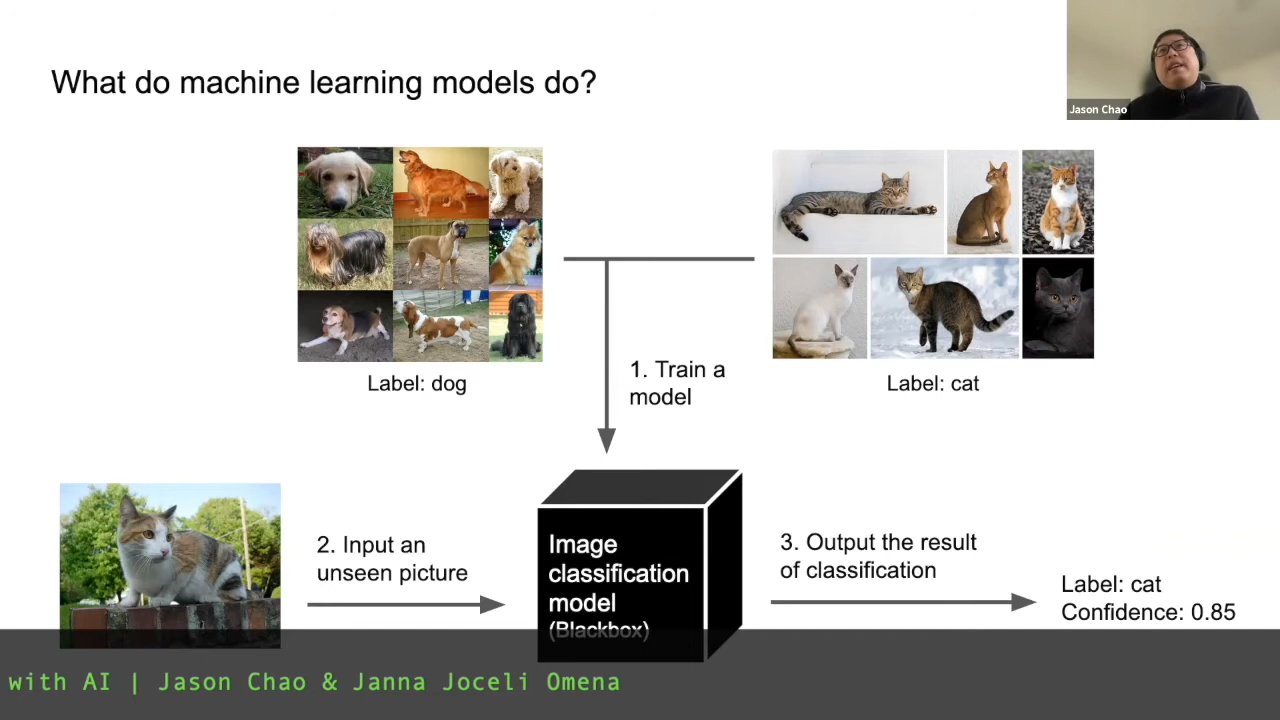 What do machine learning models do?
Jason Chao
Label: dog
Label: cat
1. Train a
model
2. Input an
unseen picture
Image
classification
model
(Blackbox)
3. Output the result
of classification
Label: cat
Confidence: 0.85
with AI | Jason Chao & Janna Joceli Omena